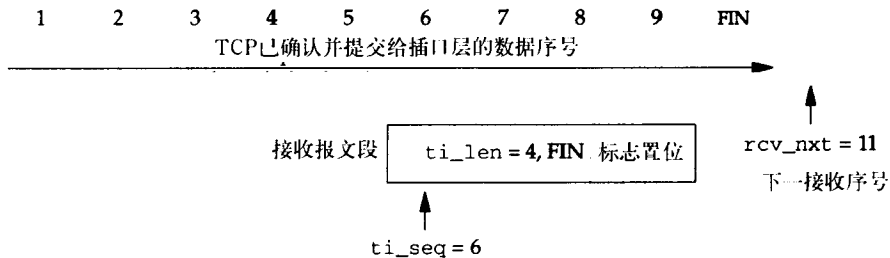 1 2 3 4 5 6 7 8 9 FIN
TCP已确认并提交给插口层的数据序号
接收报文段 ti_len = 4, FIN 标志置位 rcv_nxt = 11
下一接收序号
ti_seq = 6